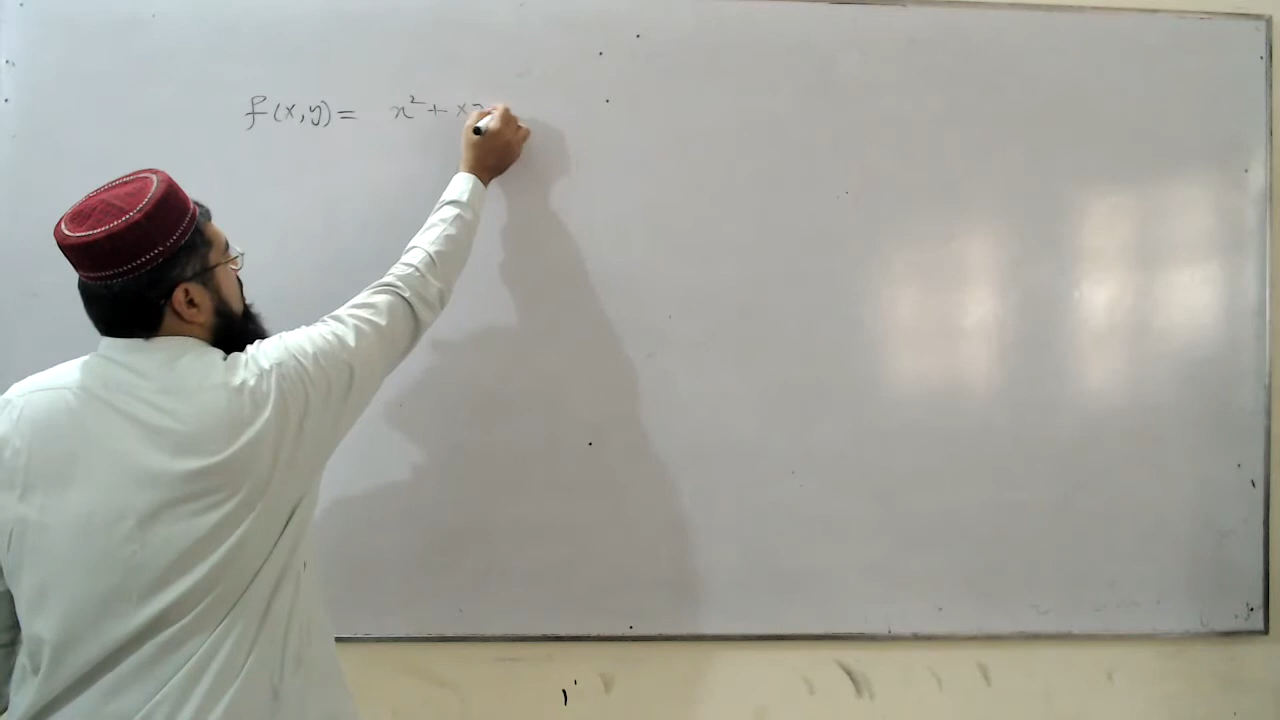 f(x,y) = x² + x